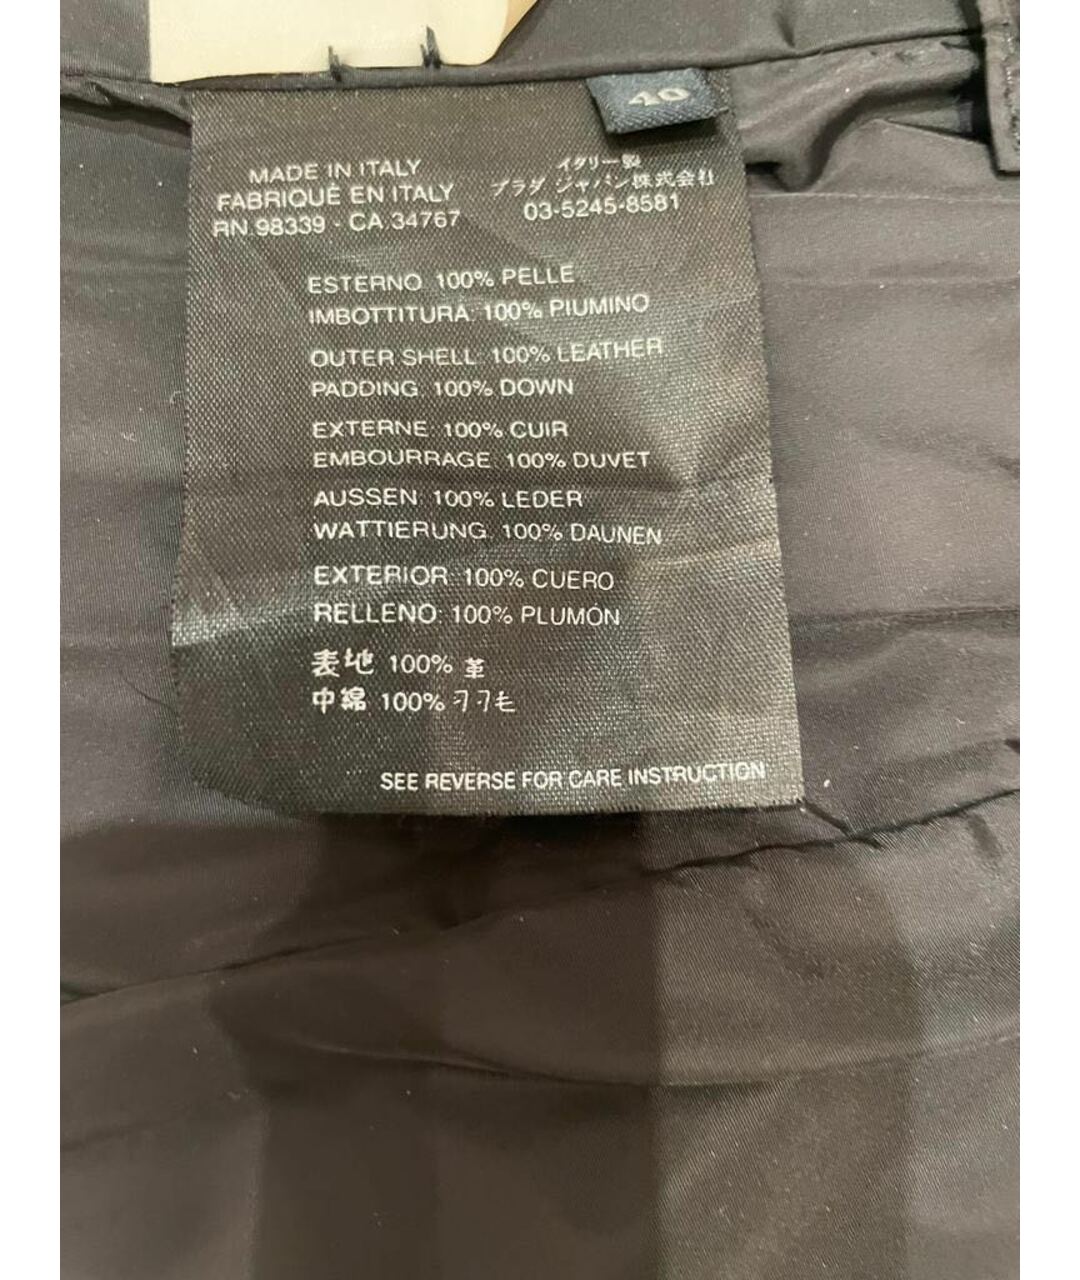 40
MADE IN ITALY
FABRIQUÉ EN ITALY
RN 98339 - CA 34767
イタリー製
プラダ ジャパン株式会社
03-5245-8581
ESTERNO 100% PELLE
IMBOTTITURA 100% PIUMINO
OUTER SHELL 100% LEATHER
PADDING 100% DOWN
EXTERNE 100% CUIR
EMBOURRAGE 100% DUVET
AUSSEN 100% LEDER
WATTIERUNG 100% DAUNEN
EXTERIOR 100% CUERO
RELLENO 100% PLUMÓN
表地 100% 革
中綿 100% 羽毛
SEE REVERSE FOR CARE INSTRUCTION